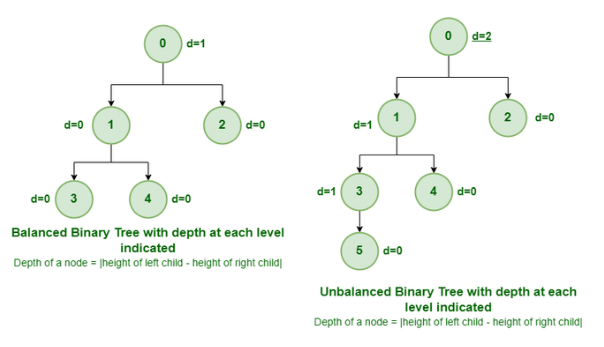 0 d=1
d=0 1 2 d=0
d=0 3 4 d=0
Balanced Binary Tree with depth at each level
indicated
Depth of a node = |height of left child - height of right child|
0 d=2
d=1 1 2 d=0
d=1 3 4 d=0
5 d=0
Unbalanced Binary Tree with depth at each
level indicated
Depth of a node = |height of left child - height of right child|